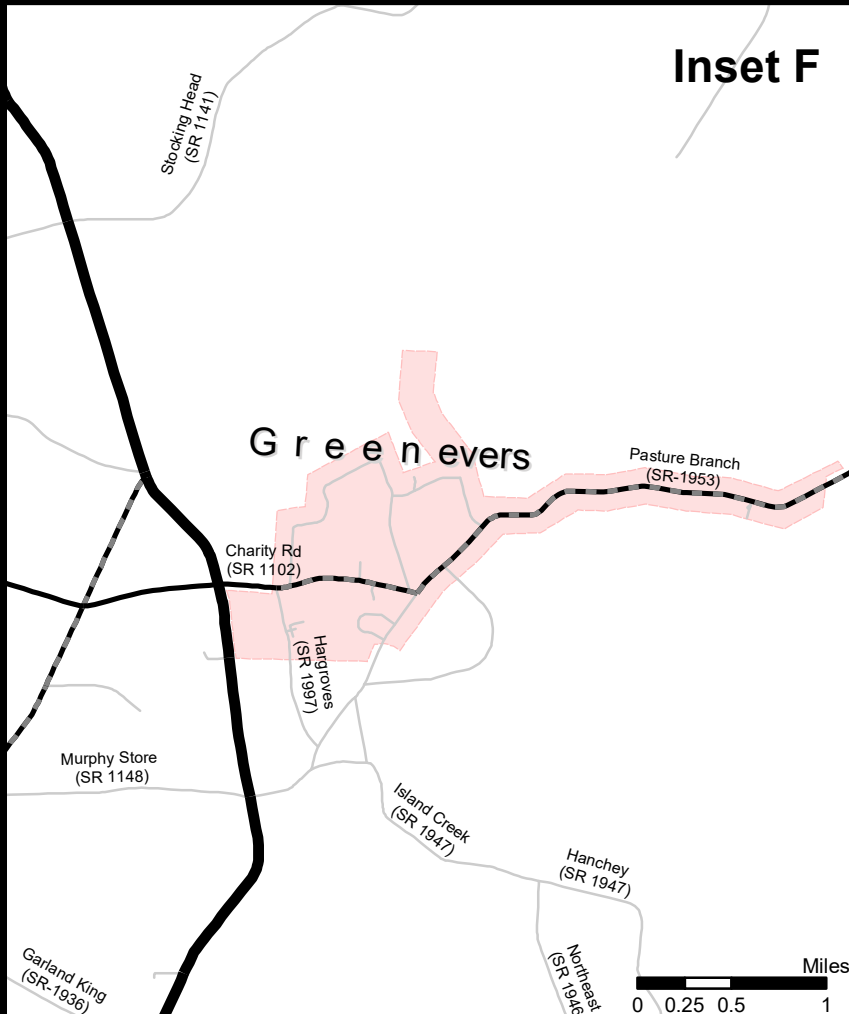 Inset F
Stocking Head
(SR 1141)
Greenevers
Pasture Branch
(SR-1953)
Charity Rd
(SR 1102)
Hargroves
(SR 1997)
Murphy Store
(SR 1148)
Island Creek
(SR 1947)
Hanchey
(SR 1947)
Northeast
(SR 1946
Garland King
(SR-1936)
Miles
0 0.25 0.5 1